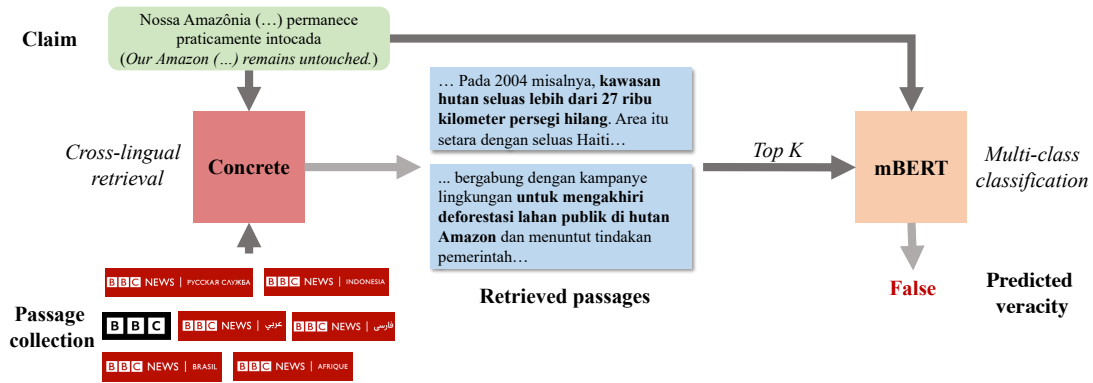 Claim
Nossa Amazônia (…) permanece
praticamente intocada
(Our Amazon (…) remains untouched.)
Cross-lingual
retrieval
Concrete
… Pada 2004 misalnya, kawasan
hutan seluas lebih dari 27 ribu
kilometer persegi hilang. Area itu
setara dengan seluas Haiti…
... bergabung dengan kampanye
lingkungan untuk mengakhiri
deforestasi lahan publik di hutan
Amazon dan menuntut tindakan
pemerintah…
Retrieved passages
Top K
mBERT
Multi-class
classification
False
Predicted
veracity
Passage
collection
BBC NEWS | РУССКАЯ СЛУЖБА
BBC NEWS | INDONESIA
BBC
BBC NEWS | عربي
BBC NEWS | فارسی
BBC NEWS | BRASIL
BBC NEWS | AFRIQUE